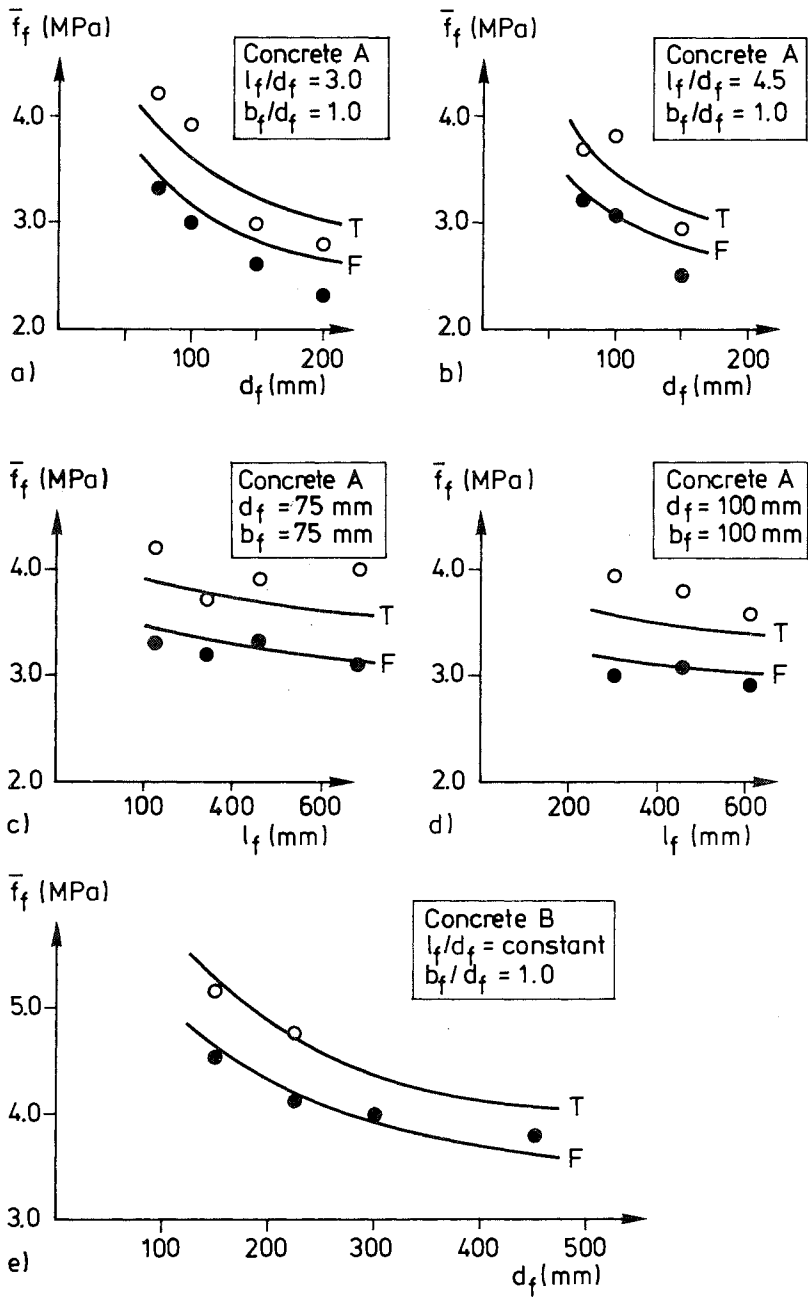 f̄f (MPa)
4.0
3.0
2.0
100
200
df (mm)
a)
Concrete A
lf/df = 3.0
bf/df = 1.0
T
F
f̄f (MPa)
4.0
3.0
2.0
100
200
df (mm)
b)
Concrete A
lf/df = 4.5
bf/df = 1.0
T
F
f̄f (MPa)
4.0
3.0
2.0
100 400 600
lf (mm)
c)
Concrete A
df = 75 mm
bf = 75 mm
T
F
f̄f (MPa)
4.0
3.0
2.0
200 400 600
lf (mm)
d)
Concrete A
df = 100 mm
bf = 100 mm
T
F
f̄f (MPa)
5.0
4.0
3.0
100 200 300 400 500
df (mm)
e)
Concrete B
lf/df = constant
bf/df = 1.0
T
F